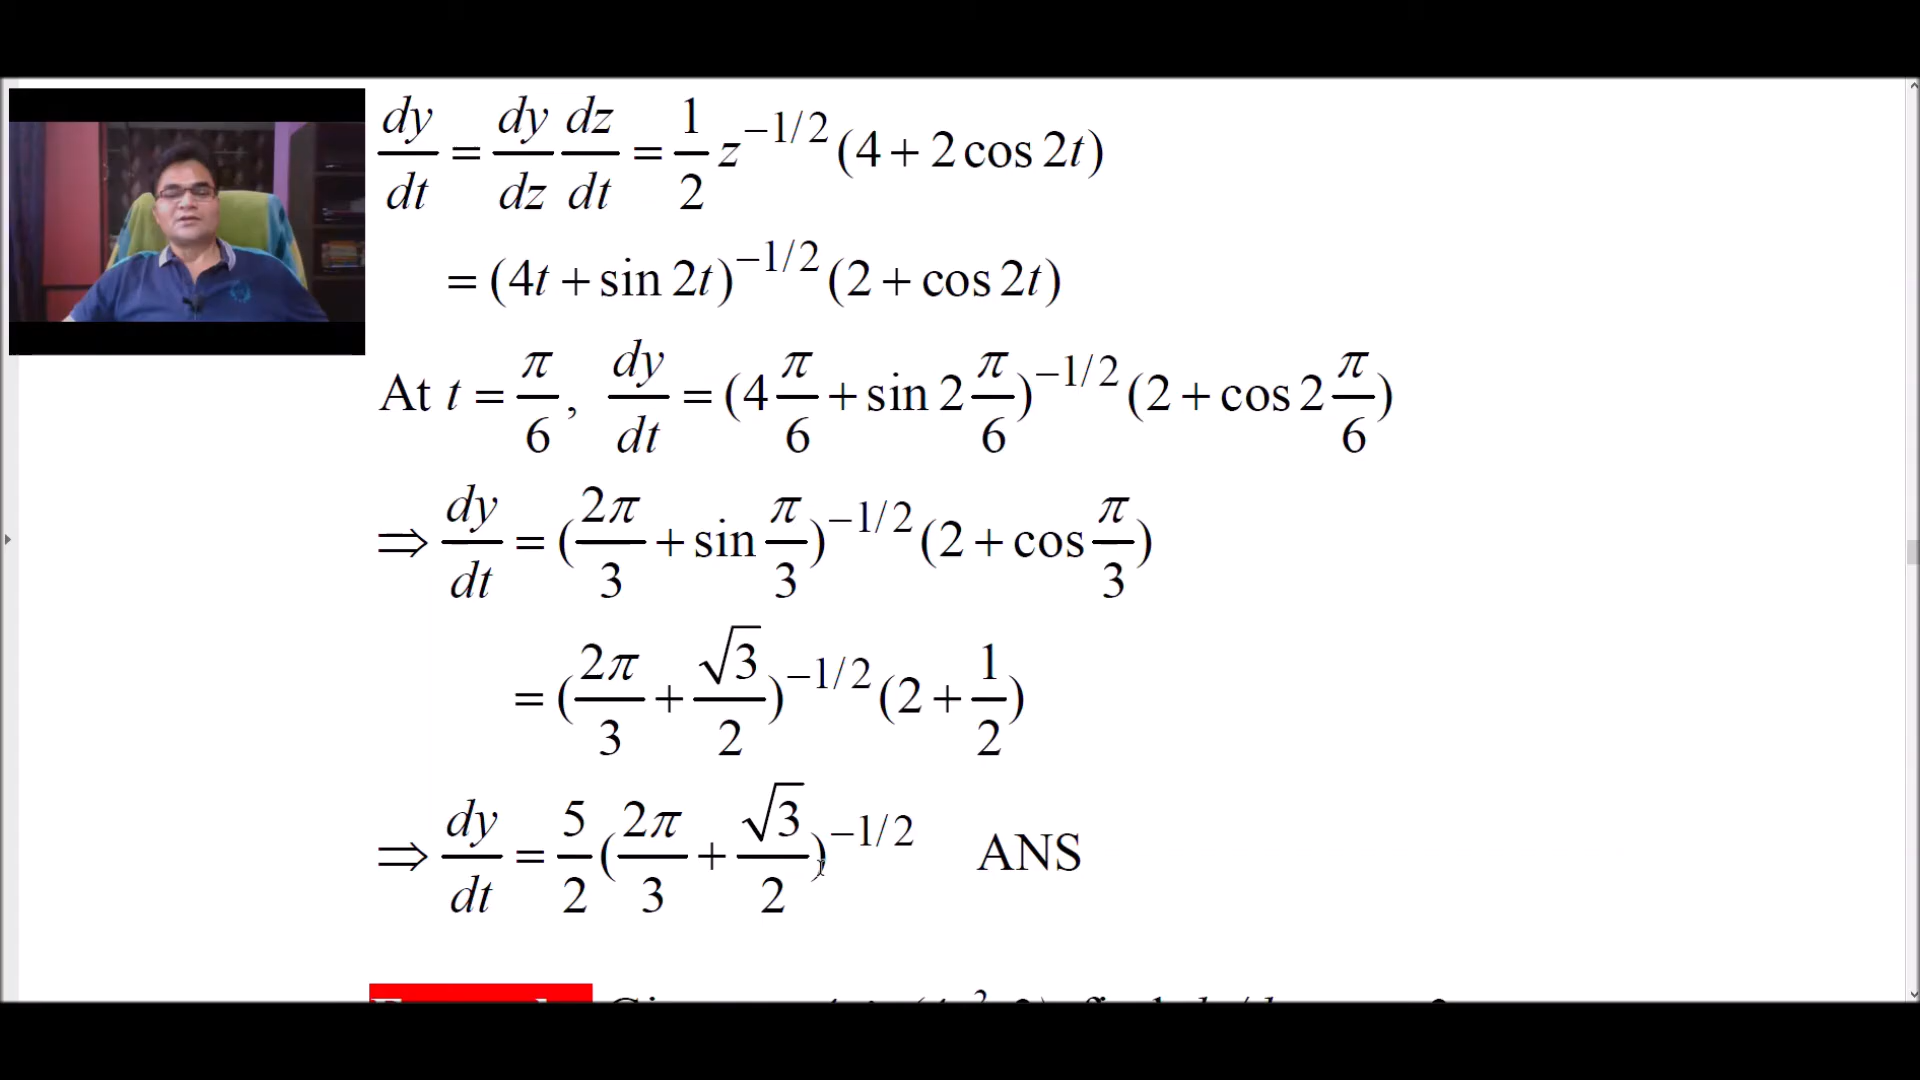 dy/dt = dy/dz dz/dt = 1/2 z^(-1/2) (4 + 2 cos 2t)
= (4t + sin 2t)^(-1/2) (2 + cos 2t)
At t = π/6, dy/dt = (4 π/6 + sin 2 π/6)^(-1/2) (2 + cos 2 π/6)
⇒ dy/dt = (2π/3 + sin π/3)^(-1/2) (2 + cos π/3)
= (2π/3 + √3/2)^(-1/2) (2 + 1/2)
⇒ dy/dt = 5/2 (2π/3 + √3/2)^(-1/2) ANS